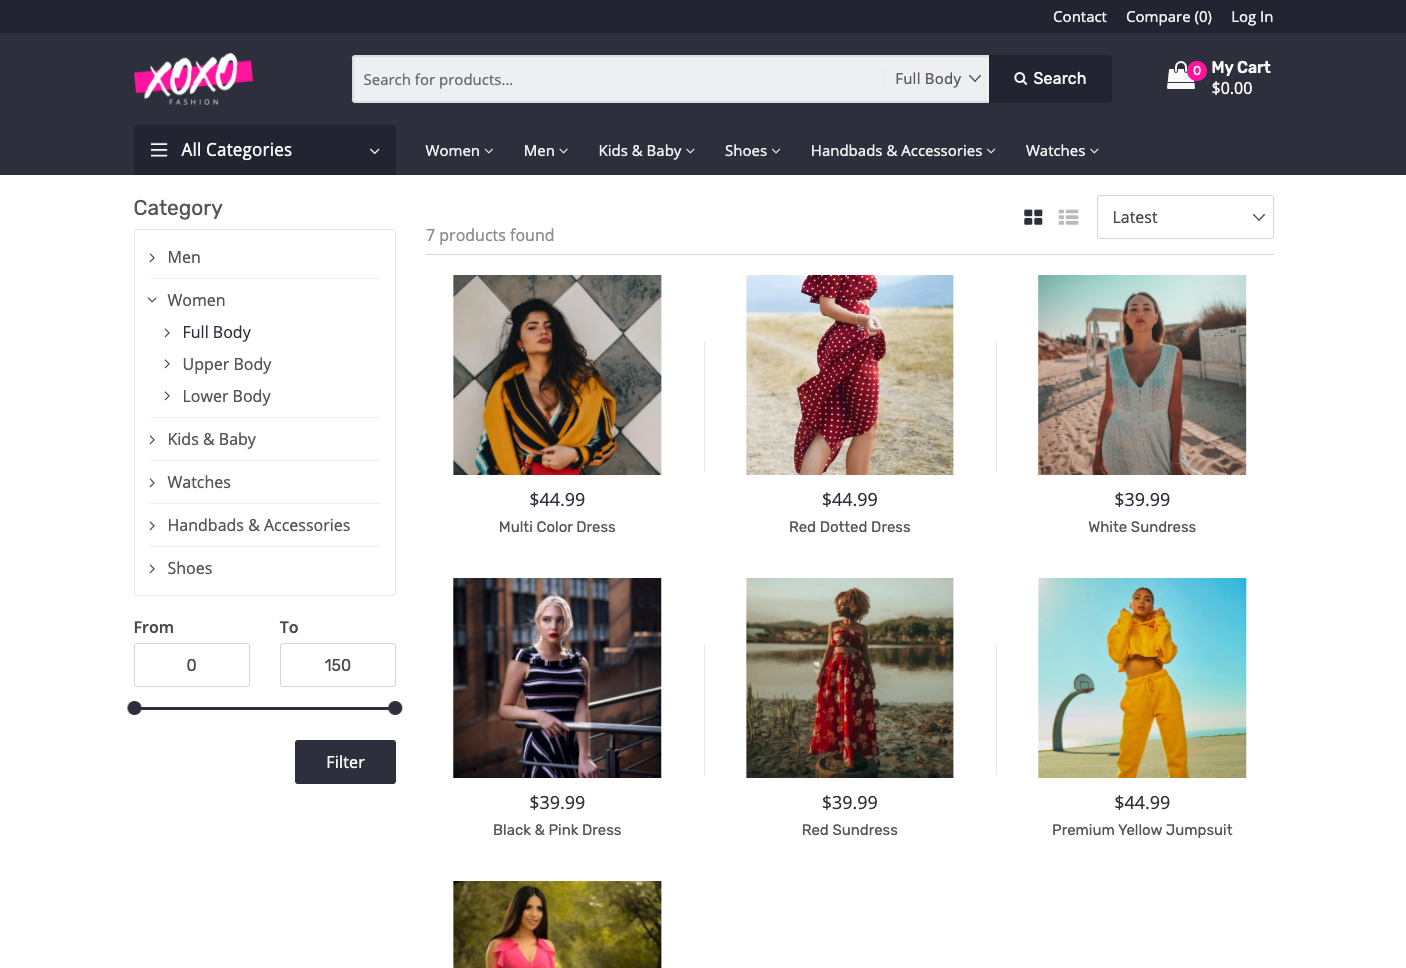 Contact Compare (0) Log In
XOXO
FASHION
Search for products...
Full Body
Search
0
My Cart
$0.00
All Categories
Women
Men
Kids & Baby
Shoes
Handbads & Accessories
Watches
Category
Men
Women
Full Body
Upper Body
Lower Body
Kids & Baby
Watches
Handbads & Accessories
Shoes
From To
0 150
Filter
7 products found
Latest
$44.99
Multi Color Dress
$44.99
Red Dotted Dress
$39.99
White Sundress
$39.99
Black & Pink Dress
$39.99
Red Sundress
$44.99
Premium Yellow Jumpsuit